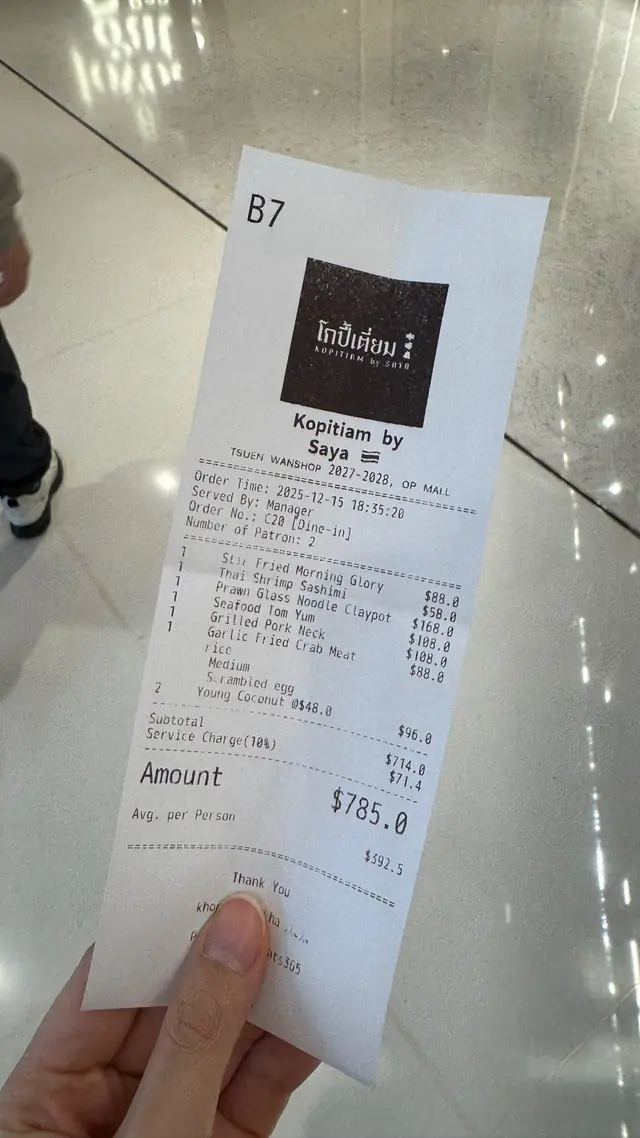 B7
โกปี๊เตี่ยม
KOPITIAM by SAYA
Kopitiam by
Saya
TSUEN WANSHOP 2027-2028, OP MALL
Order Time: 2025-12-15 18:35:20
Served By: Manager
Order No.: C20 [Dine-in]
Number of Patron: 2
1 Stir Fried Morning Glory $88.0
1 Thai Shrimp Sashimi $58.0
1 Prawn Glass Noodle Claypot $168.0
1 Seafood Tom Yum $108.0
1 Grilled Pork Neck $108.0
1 Garlic Fried Crab Meat $88.0
rice
Medium
Scrambled egg
2 Young Coconut @$48.0 $96.0
Subtotal $714.0
Service Charge(10%) $71.4
Amount $785.0
Avg. per Person $392.5
Thank You
kha